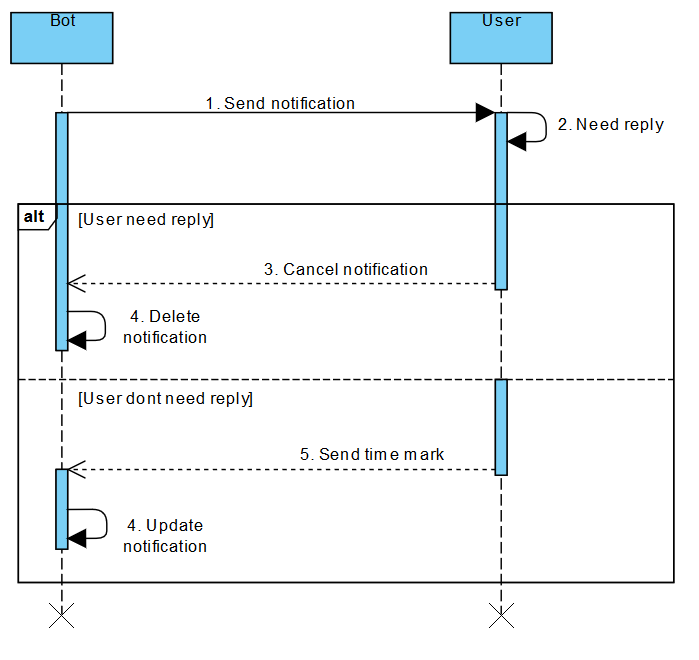 Bot
User
1. Send notification
2. Need reply
alt
[User need reply]
3. Cancel notification
4. Delete
notification
[User dont need reply]
5. Send time mark
4. Update
notification